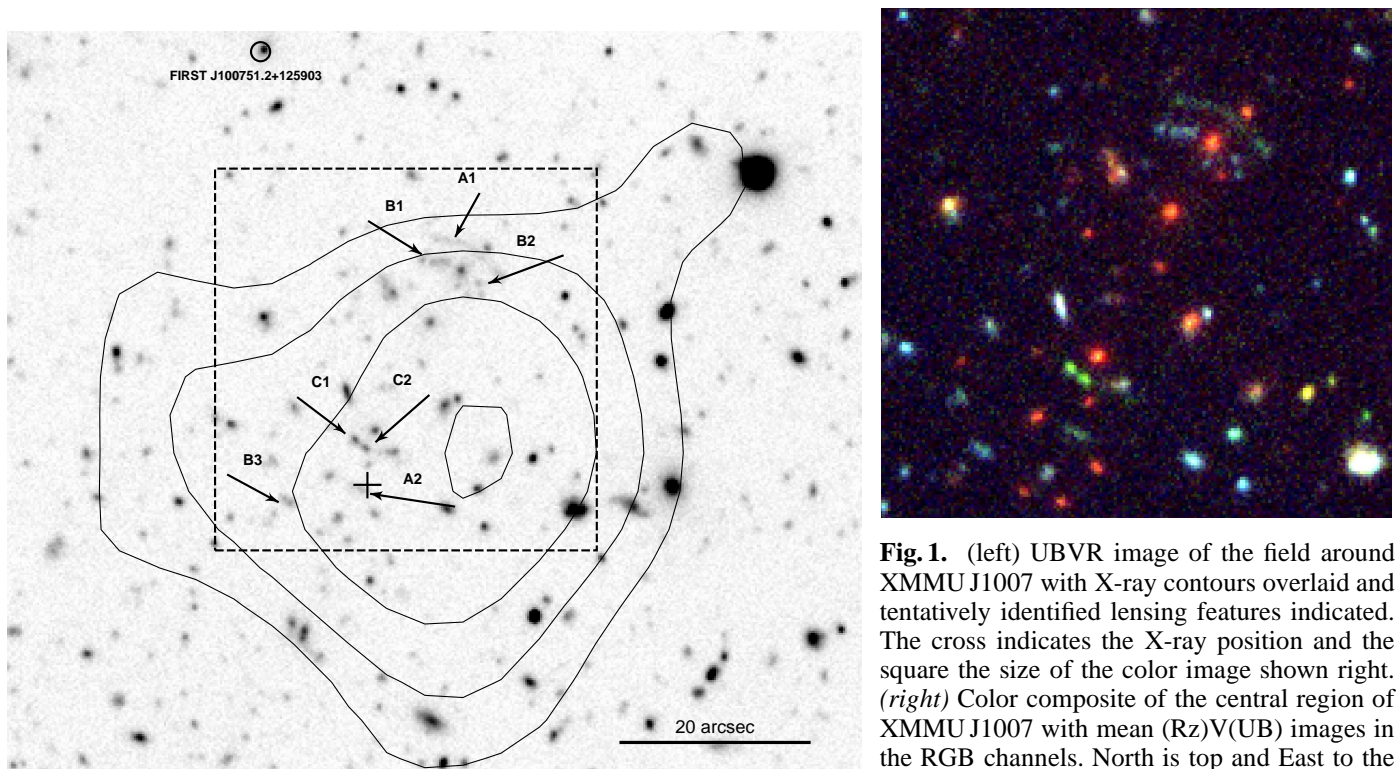 FIRST J100751.2+125903
A1
B1
B2
C1
C2
B3
A2
20 arcsec
Fig. 1. (left) UBVR image of the field around
XMMU J1007 with X-ray contours overlaid and
tentatively identified lensing features indicated.
The cross indicates the X-ray position and the
square the size of the color image shown right.
(right) Color composite of the central region of
XMMU J1007 with mean (Rz)V(UB) images in
the RGB channels. North is top and East to the